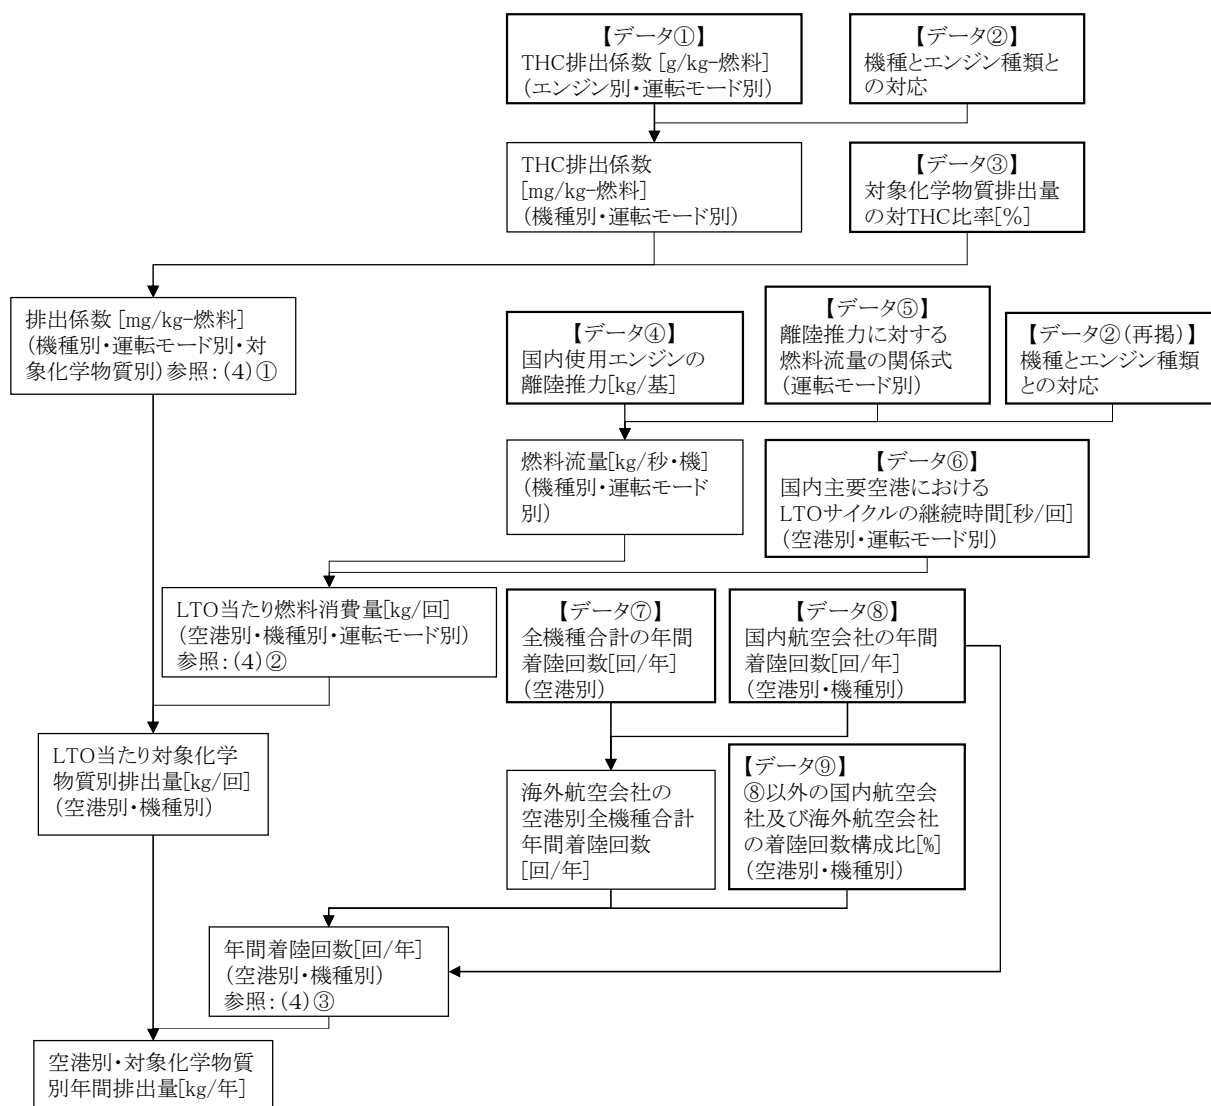 【データ①】
THC排出係数 [g/kg-燃料]
(エンジン別・運転モード別)
【データ②】
機種とエンジン種類と
の対応
THC排出係数
[mg/kg-燃料]
(機種別・運転モード別)
【データ③】
対象化学物質排出量
の対THC比率[%]
排出係数 [mg/kg-燃料]
(機種別・運転モード別・対
象化学物質別)参照:(4)①
【データ④】
国内使用エンジンの
離陸推力[kg/基]
【データ⑤】
離陸推力に対する
燃料流量の関係式
(運転モード別)
【データ②(再掲)】
機種とエンジン種類
との対応
燃料流量[kg/秒・機]
(機種別・運転モード
別)
【データ⑥】
国内主要空港における
LTOサイクルの継続時間[秒/回]
(空港別・運転モード別)
LTO当たり燃料消費量[kg/回]
(空港別・機種別・運転モード別)
参照:(4)②
【データ⑦】
全機種合計の年間
着陸回数[回/年]
(空港別)
【データ⑧】
国内航空会社の年間
着陸回数[回/年]
(空港別・機種別)
LTO当たり対象化学
物質別排出量[kg/回]
(空港別・機種別)
海外航空会社の
空港別全機種合計
年間着陸回数
[回/年]
【データ⑨】
⑧以外の国内航空会
社及び海外航空会社
の着陸回数構成比[%]
(空港別・機種別)
年間着陸回数[回/年]
(空港別・機種別)
参照:(4)③
空港別・対象化学物質
別年間排出量[kg/年]